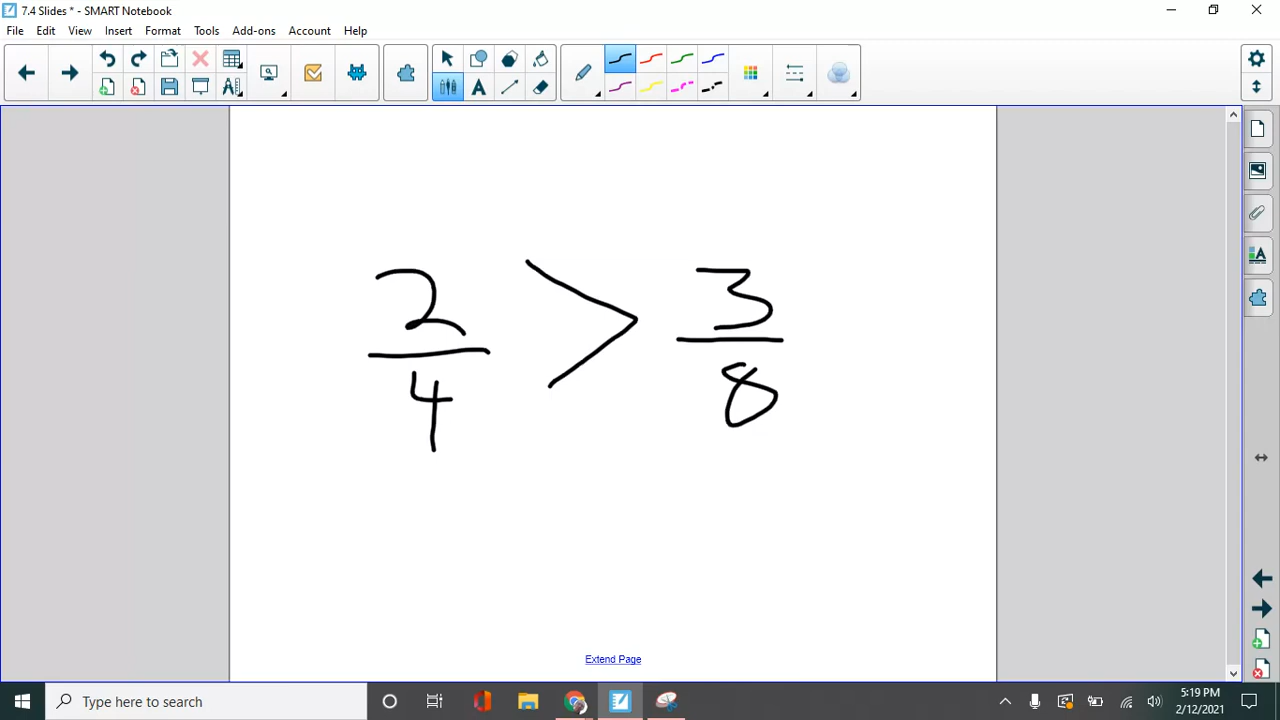 7.4 Slides * - SMART Notebook
File Edit View Insert Format Tools Add-ons Account Help
2/4 > 3/8
Extend Page
Type here to search
5:19 PM
2/12/2021